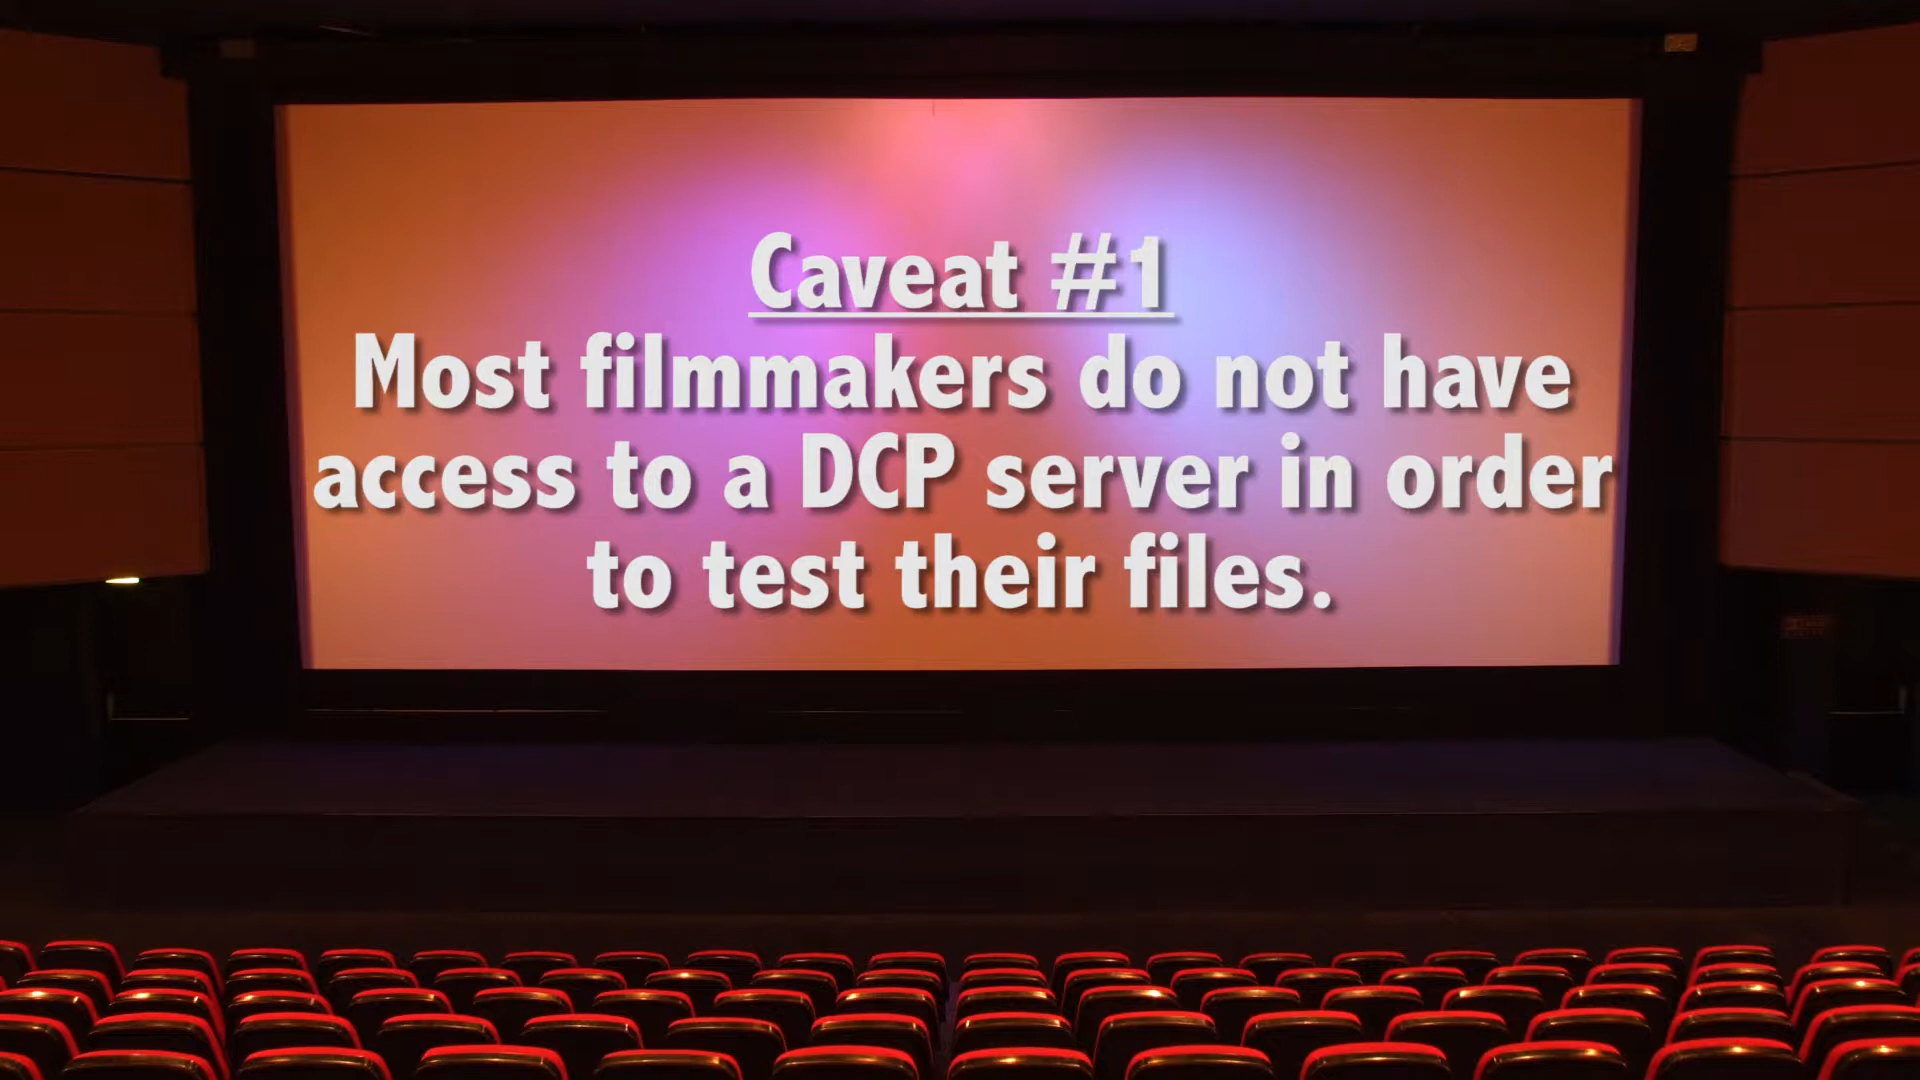 Caveat #1
Most filmmakers do not have
access to a DCP server in order
to test their files.